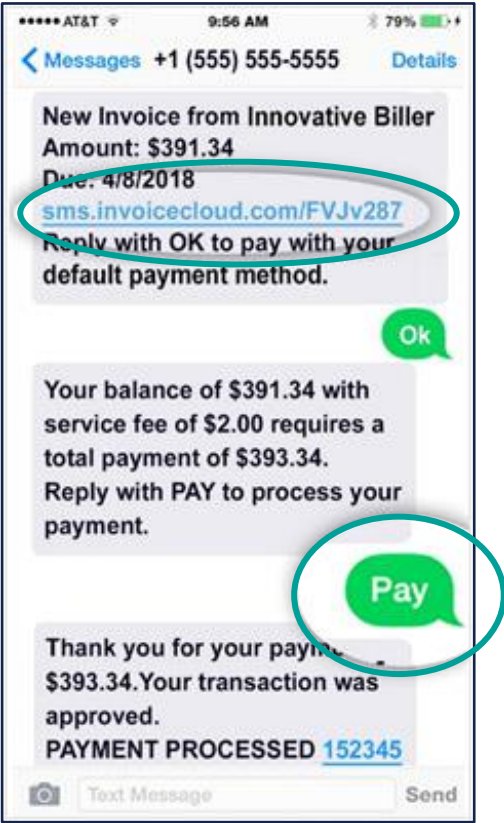 AT&T
9:56 AM
79%
Messages +1 (555) 555-5555 Details
New Invoice from Innovative Biller
Amount: $391.34
Due: 4/8/2018
sms.invoicecloud.com/FVJv287
Reply with OK to pay with your
default payment method.
Ok
Your balance of $391.34 with
service fee of $2.00 requires a
total payment of $393.34.
Reply with PAY to process your
payment.
Pay
Thank you for your
$393.34.Your transaction was
approved.
PAYMENT PROCESSED 152345
Text Message
Send